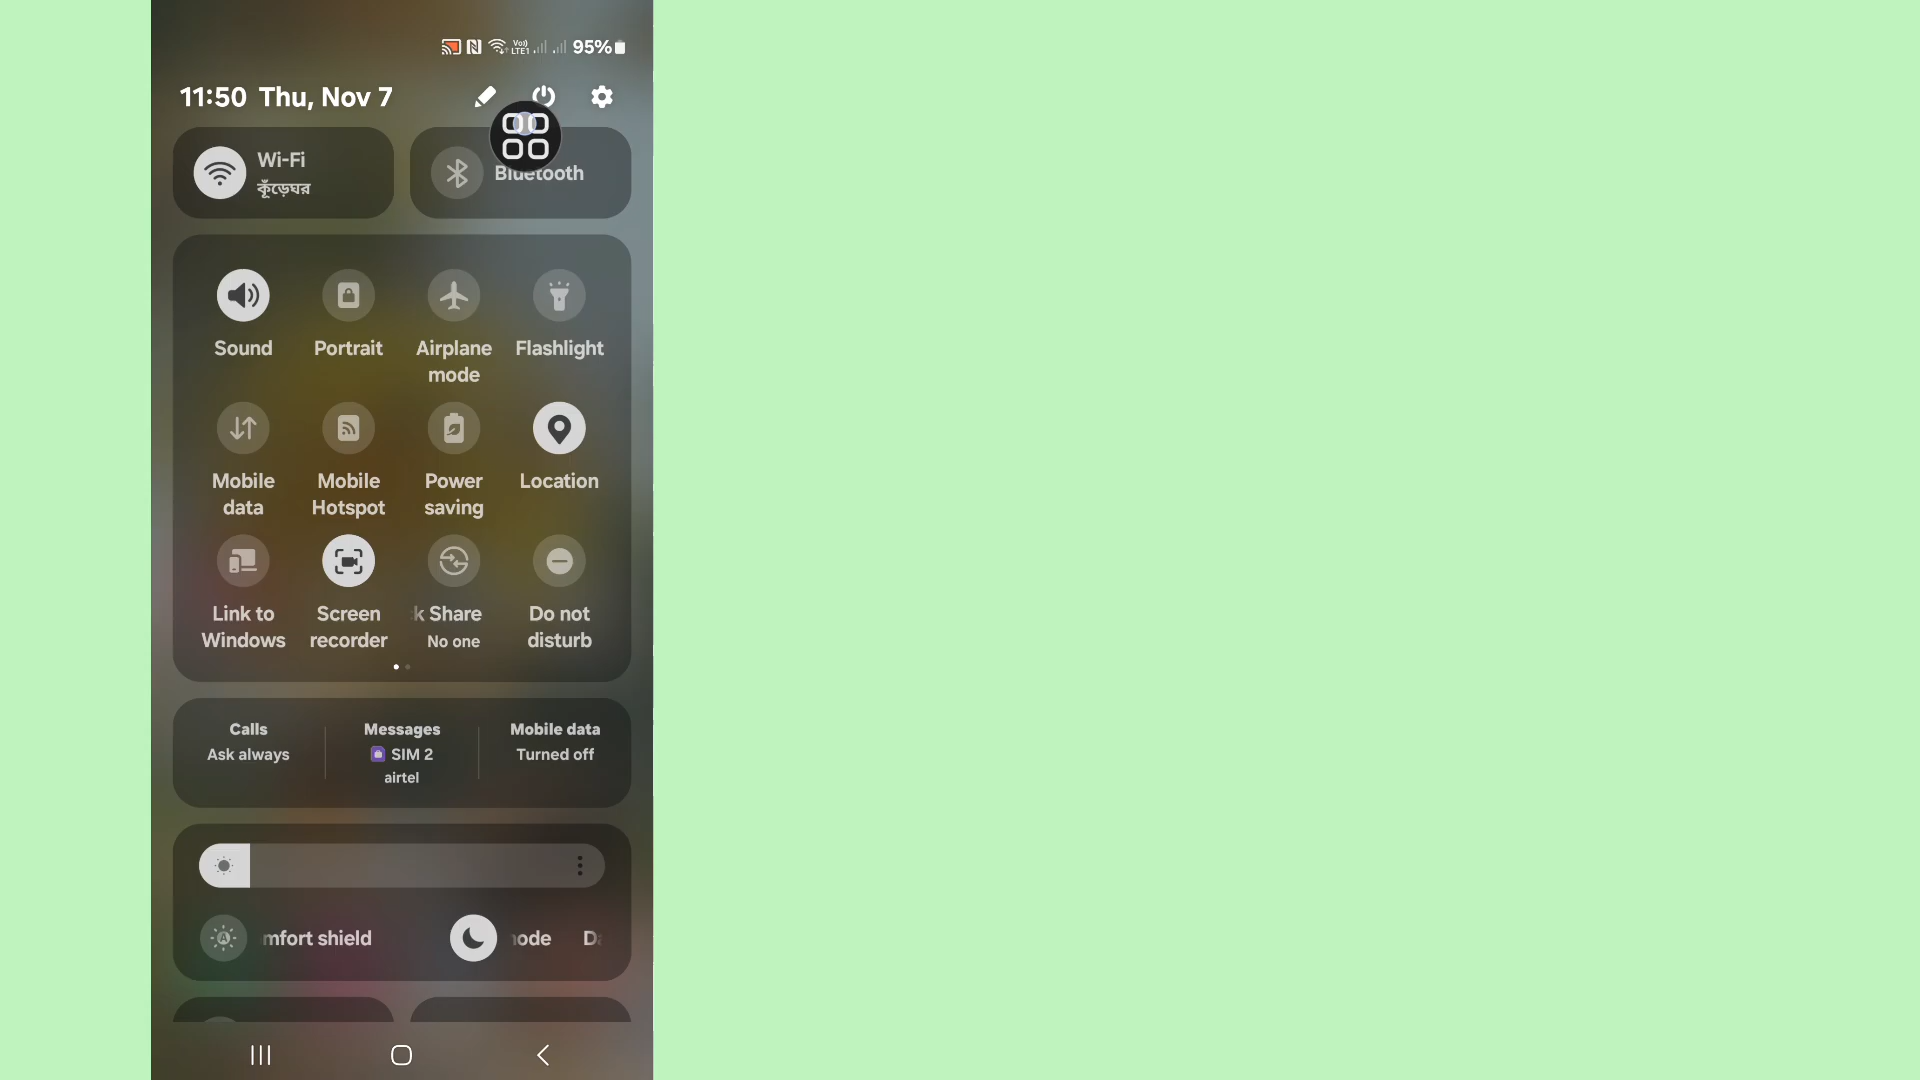 Vo))
LTE1
95%
11:50 Thu, Nov 7
Wi-Fi
কুঁড়েঘর
Bluetooth
Sound
Portrait
Airplane
mode
Flashlight
Mobile
data
Mobile
Hotspot
Power
saving
Location
Link to
Windows
Screen
recorder
k Share
No one
Do not
disturb
Calls
Ask always
Messages
SIM 2
airtel
Mobile data
Turned off
mfort shield
ode
D